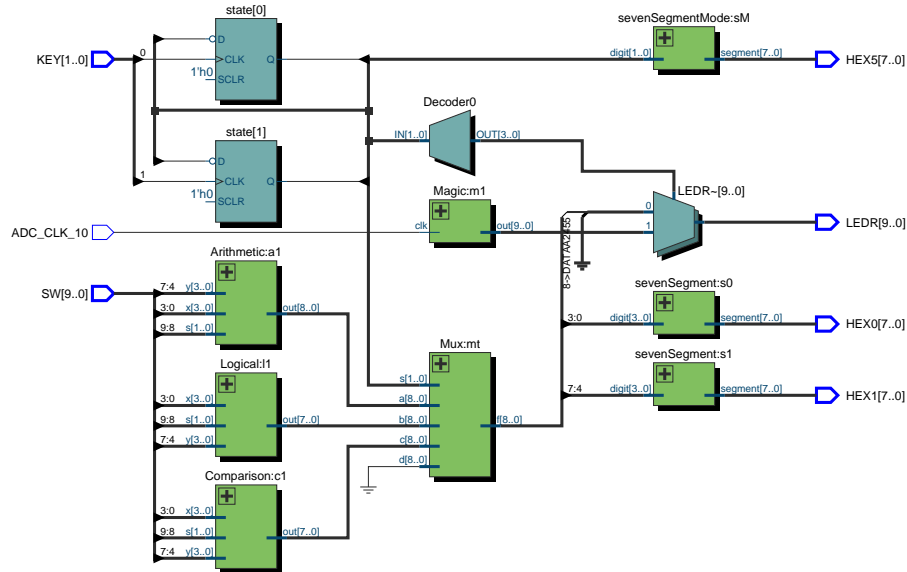 state[0]
KEY[1..0]
0
D
CLK
Q
1'h0
SCLR
sevenSegmentMode:sM
digit[1..0]
segment[7..0]
HEX5[7..0]
state[1]
1
D
CLK
Q
1'h0
SCLR
Decoder0
IN[1..0]
OUT[3..0]
Magic:m1
ADC_CLK_10
clk
out[9..0]
LEDR~[9..0]
0
1
LEDR[9..0]
8->DATAA2455
Arithmetic:a1
SW[9..0]
7:4
y[3..0]
3:0
x[3..0]
9:8
s[1..0]
out[8..0]
sevenSegment:s0
3:0
digit[3..0]
segment[7..0]
HEX0[7..0]
Logical:l1
3:0
x[3..0]
9:8
s[1..0]
7:4
y[3..0]
out[7..0]
Mux:mt
s[1..0]
a[8..0]
b[8..0]
c[8..0]
d[8..0]
f[8..0]
sevenSegment:s1
7:4
digit[3..0]
segment[7..0]
HEX1[7..0]
Comparison:c1
3:0
x[3..0]
9:8
s[1..0]
7:4
y[3..0]
out[7..0]